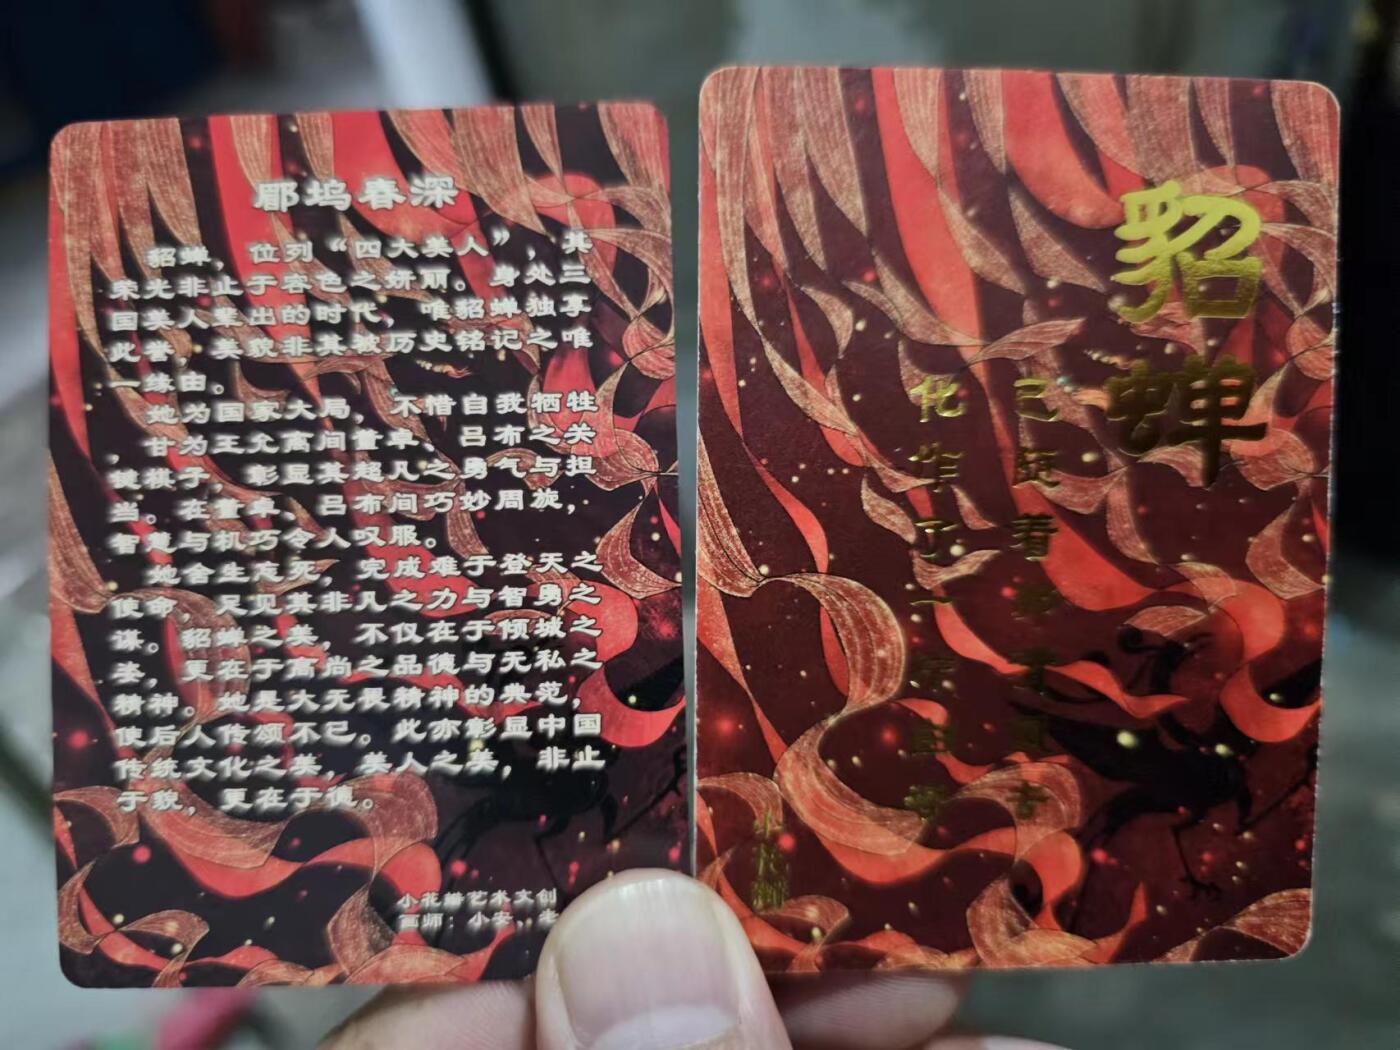 郿坞春深
貂蝉，位列“四大美人”，其
荣光非止于容色之妍丽。身处三
国美人辈出的时代，唯貂蝉独享
此誉，美貌非其被历史铭记之唯
一缘由。
她为国家大局，不惜自我牺牲
，甘为王允离间董卓、吕布之关
键棋子，彰显其超凡之勇气与担
当。在董卓、吕布间巧妙周旋，
智慧与机巧令人叹服。
她舍生忘死，完成难于登天之
使命，足见其非凡之力与智勇之
谋。貂蝉之美，不仅在于倾城之
姿，更在于高尚之品德与无私之
精神。她是大无畏精神的典范，
使后人传颂不已。此亦彰显中国
传统文化之美，美人之美，非止
于貌，更在于德。
小花婵艺术文创
画师：小安
貂蝉
化作了一
小花婵